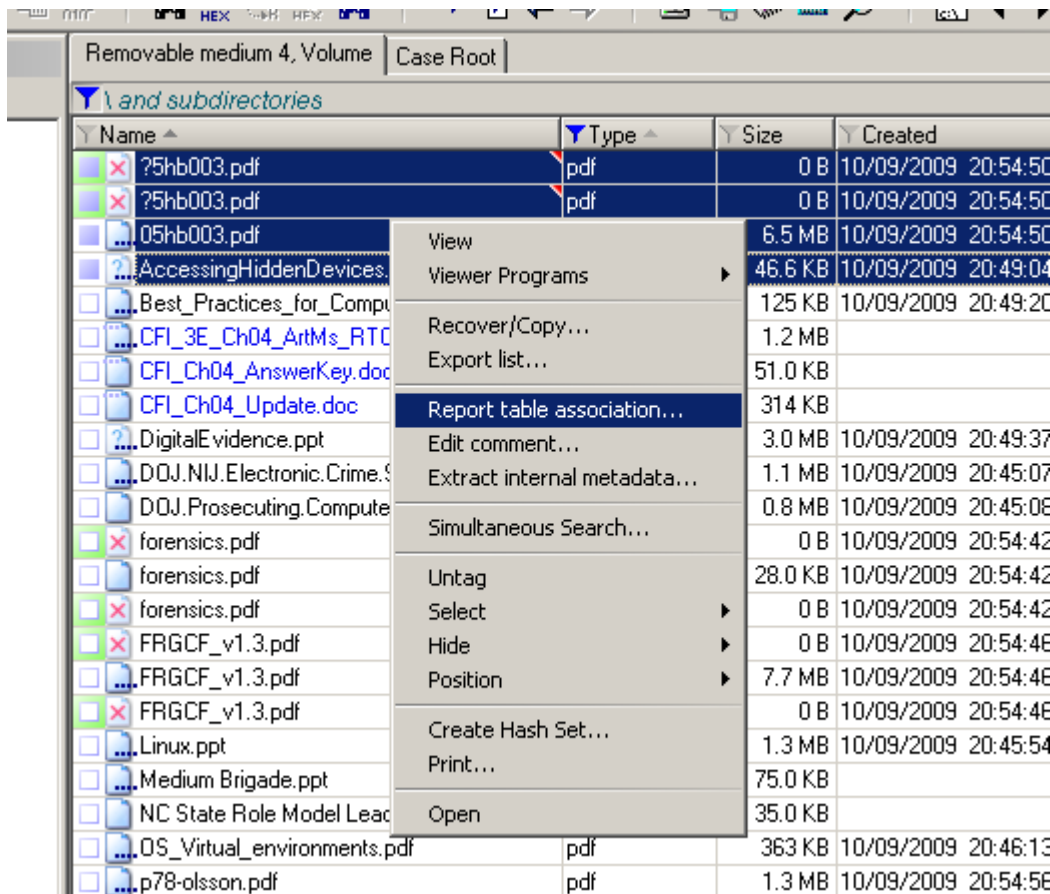 HEX HEX
Removable medium 4, Volume Case Root
\ and subdirectories
Name Type Size Created
?5hb003.pdf pdf 0 B 10/09/2009 20:54:50
?5hb003.pdf pdf 0 B 10/09/2009 20:54:50
05hb003.pdf 6.5 MB 10/09/2009 20:54:50
AccessingHiddenDevices. 46.6 KB 10/09/2009 20:49:04
Best_Practices_for_Compu 125 KB 10/09/2009 20:49:20
CFI_3E_Ch04_ArtMs_RTC 1.2 MB
CFI_Ch04_AnswerKey.doc 51.0 KB
CFI_Ch04_Update.doc 314 KB
DigitalEvidence.ppt 3.0 MB 10/09/2009 20:49:37
DOJ.NIJ.Electronic.Crime.S 1.1 MB 10/09/2009 20:45:07
DOJ.Prosecuting.Compute 0.8 MB 10/09/2009 20:45:08
forensics.pdf 0 B 10/09/2009 20:54:42
forensics.pdf 28.0 KB 10/09/2009 20:54:42
forensics.pdf 0 B 10/09/2009 20:54:42
FRGCF_v1.3.pdf 0 B 10/09/2009 20:54:46
FRGCF_v1.3.pdf 7.7 MB 10/09/2009 20:54:46
FRGCF_v1.3.pdf 0 B 10/09/2009 20:54:46
Linux.ppt 1.3 MB 10/09/2009 20:45:54
Medium Brigade.ppt 75.0 KB
NC State Role Model Lead 35.0 KB
OS_Virtual_environments.pdf pdf 363 KB 10/09/2009 20:46:13
p78-olsson.pdf pdf 1.3 MB 10/09/2009 20:54:56
View
Viewer Programs
Recover/Copy...
Export list...
Report table association...
Edit comment...
Extract internal metadata...
Simultaneous Search...
Untag
Select
Hide
Position
Create Hash Set...
Print...
Open